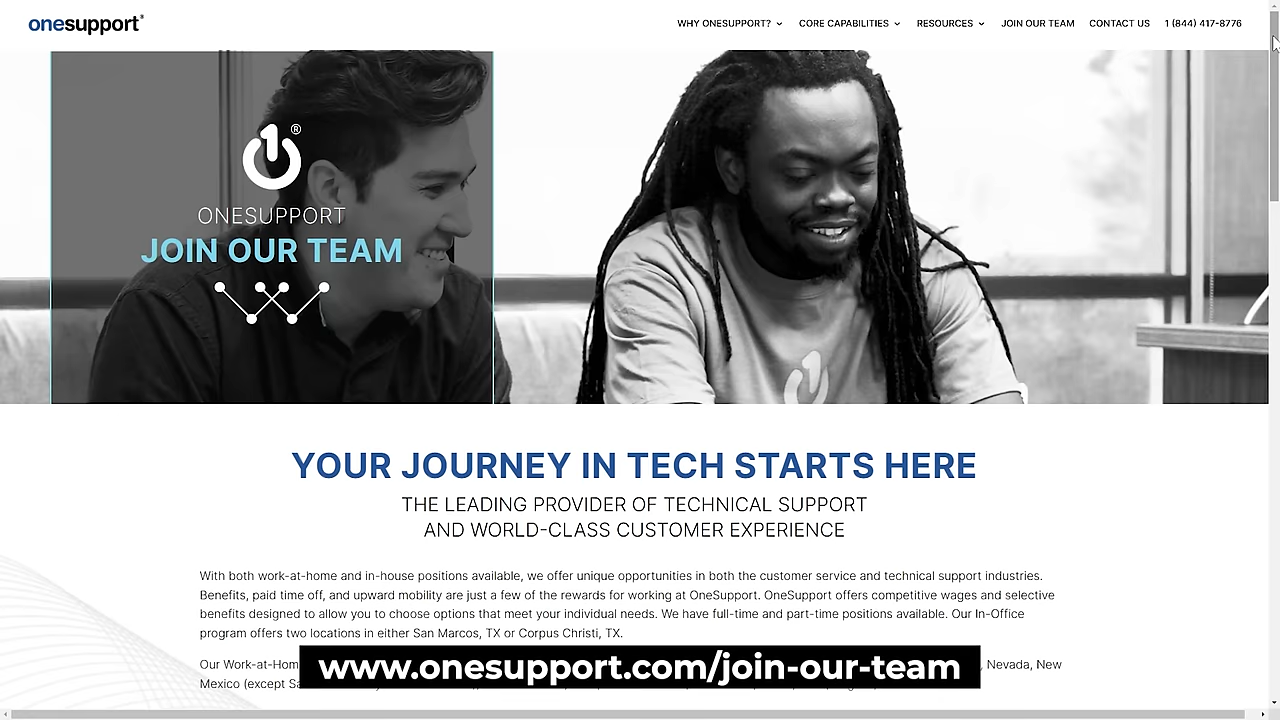 onesupport®
WHY ONESUPPORT? CORE CAPABILITIES RESOURCES JOIN OUR TEAM CONTACT US 1 (844) 417-8776
®
ONESUPPORT
JOIN OUR TEAM
YOUR JOURNEY IN TECH STARTS HERE
THE LEADING PROVIDER OF TECHNICAL SUPPORT
AND WORLD-CLASS CUSTOMER EXPERIENCE
With both work-at-home and in-house positions available, we offer unique opportunities in both the customer service and technical support industries.
Benefits, paid time off, and upward mobility are just a few of the rewards for working at OneSupport. OneSupport offers competitive wages and selective
benefits designed to allow you to choose options that meet your individual needs. We have full-time and part-time positions available. Our In-Office
program offers two locations in either San Marcos, TX or Corpus Christi, TX.
Our Work-at-Hom , Nevada, New
Mexico (except Sa
www.onesupport.com/join-our-team